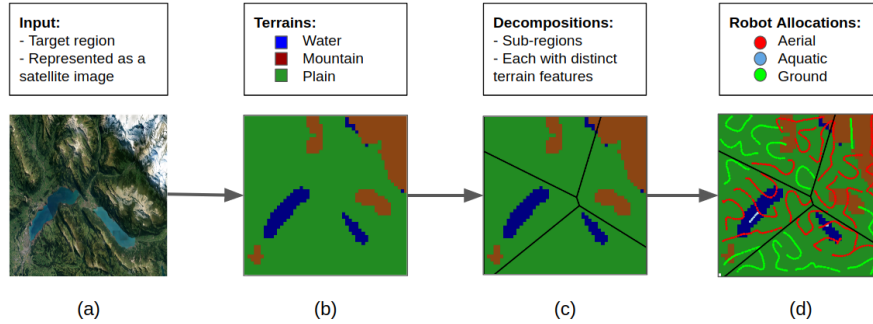 Input:
- Target region
- Represented as a
satellite image
Terrains:
Water
Mountain
Plain
Decompositions:
- Sub-regions
- Each with distinct
terrain features
Robot Allocations:
Aerial
Aquatic
Ground
(a)
(b)
(c)
(d)